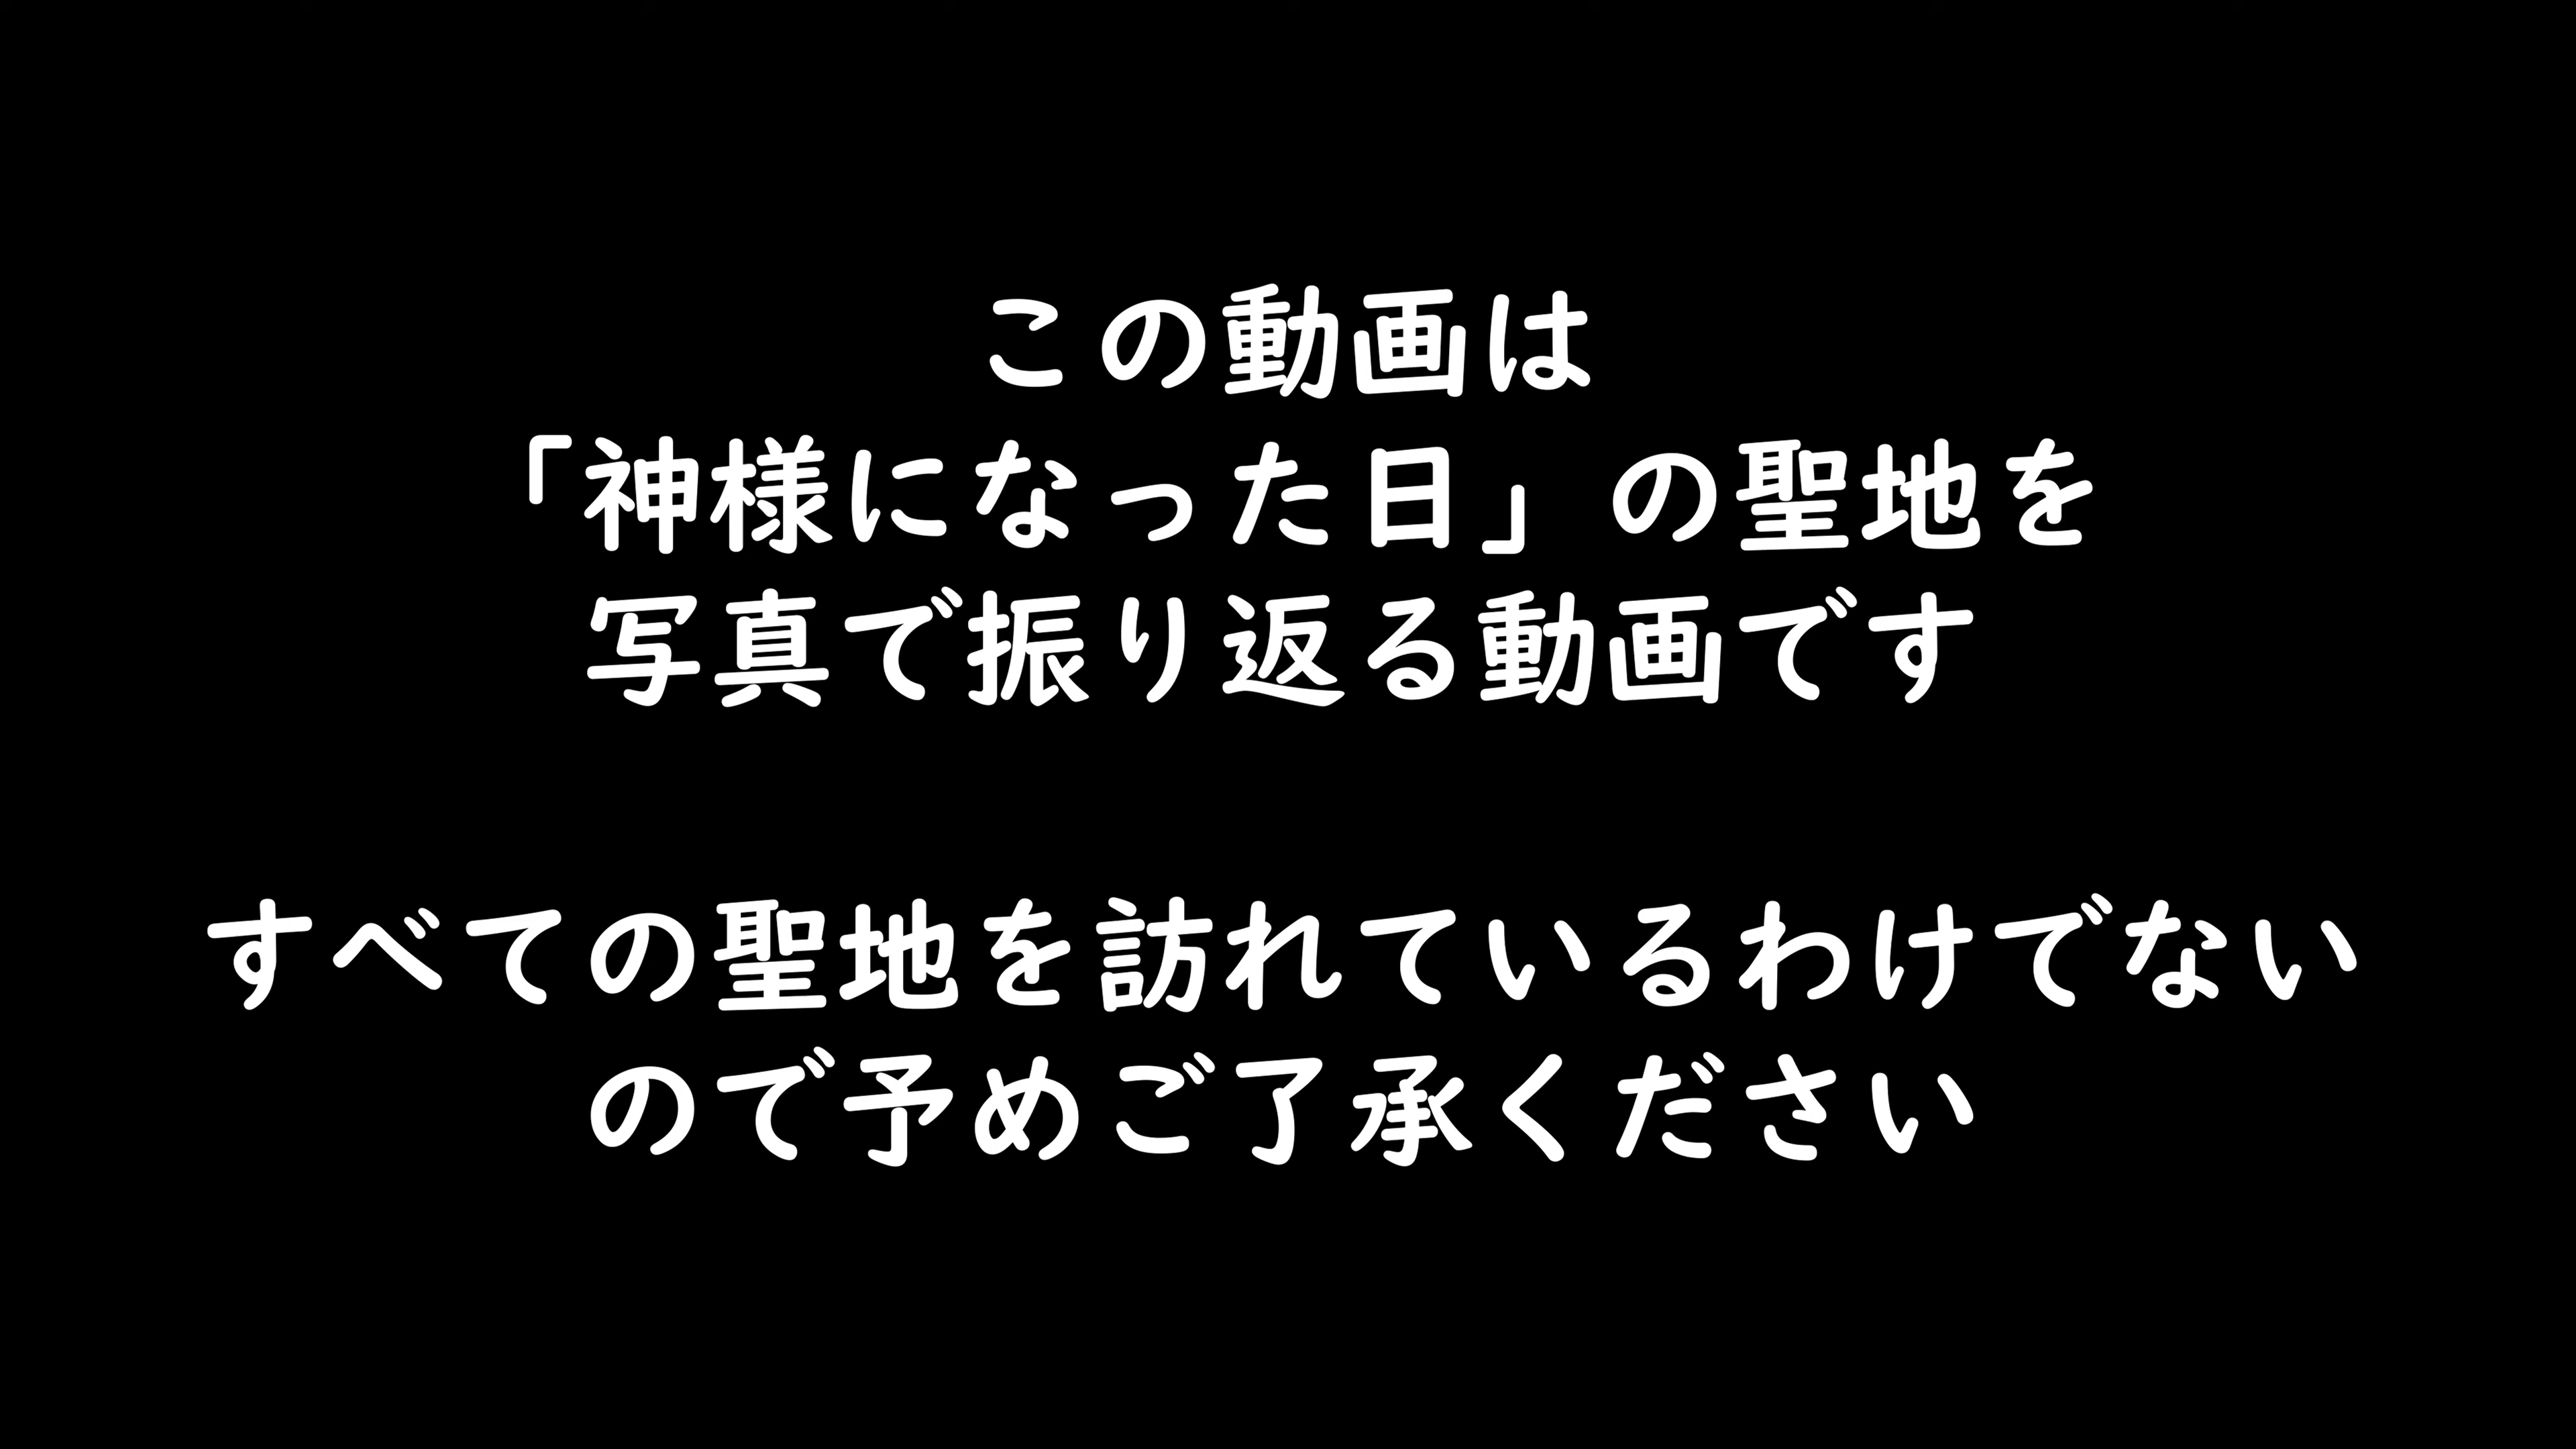 この動画は
「神様になった日」の聖地を
写真で振り返る動画です
すべての聖地を訪れているわけでない
ので予めご了承ください